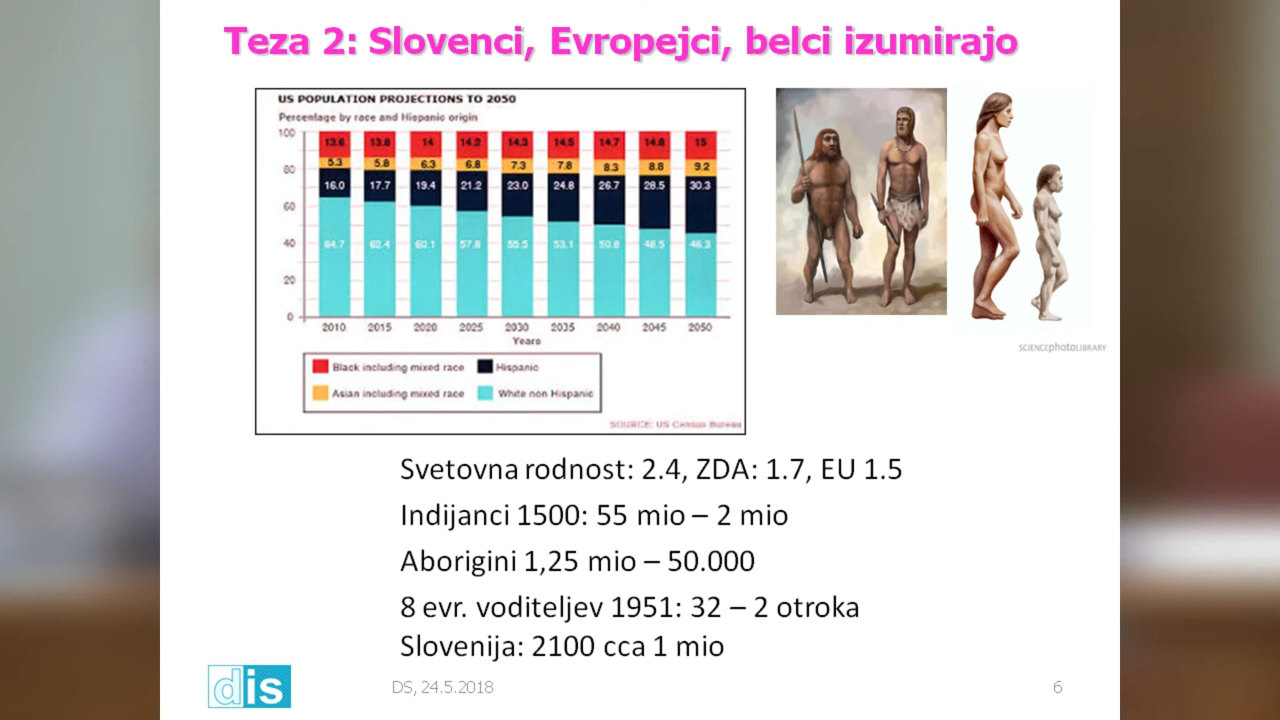 Teza 2: Slovenci, Evropejci, belci izumirajo
US POPULATION PROJECTIONS TO 2050
Percentage by race and Hispanic origin
100
80
60
40
20
0
13.6 13.8 14 14.2 14.3 14.5 14.7 14.8 15
5.3 5.8 6.3 6.8 7.3 7.8 8.3 8.8 9.2
16.0 17.7 19.4 21.2 23.0 24.8 26.7 28.5 30.3
64.7 62.4 60.1 57.8 55.5 53.1 50.8 48.5 46.3
2010 2015 2020 2025 2030 2035 2040 2045 2050
Years
Black including mixed race Hispanic
Asian including mixed race White non Hispanic
SOURCE: US Census Bureau
SCIENCEphotoLIBRARY
Svetovna rodnost: 2.4, ZDA: 1.7, EU 1.5
Indijanci 1500: 55 mio – 2 mio
Aborigini 1,25 mio – 50.000
8 evr. voditeljev 1951: 32 – 2 otroka
Slovenija: 2100 cca 1 mio
dis
DS, 24.5.2018
6